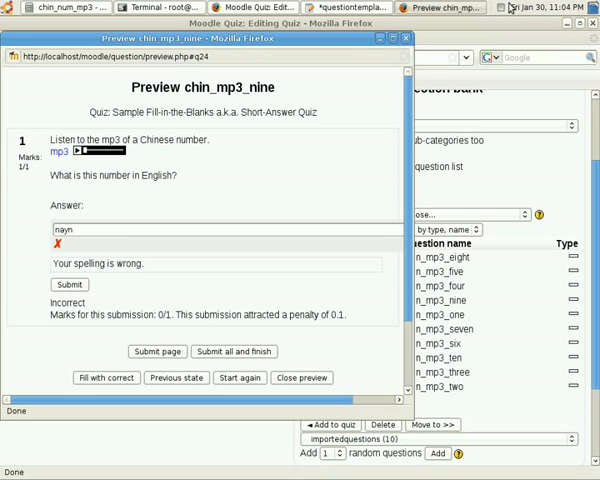 chin_num_mp3 -
Terminal - roo...
Moodle Quiz: Edit...
*questiontempla...
Preview chin_mp...
Fri Jan 30, 11:04 PM
Moodle Quiz: Editing Quiz - Mozilla Firefox
Preview chin_mp3_nine - Mozilla Firefox
http://localhost/moodle/question/preview.php#q24
Google
Preview chin_mp3_nine
Quiz: Sample Fill-in-the-Blanks a.k.a. Short-Answer Quiz
1
Marks:
1/1
Listen to the mp3 of a Chinese number.
mp3
What is this number in English?
Answer:
nayn
Your spelling is wrong.
Submit
Incorrect
Marks for this submission: 0/1. This submission attracted a penalty of 0.1.
Submit page
Submit all and finish
Fill with correct
Previous state
Start again
Close preview
Done
estion bank
ub-categories too
question list
ose...
by type, name
uestion name
Type
n_mp3_eight
n_mp3_five
n_mp3_four
n_mp3_nine
n_mp3_one
n_mp3_seven
n_mp3_six
n_mp3_ten
n_mp3_three
n_mp3_two
◄ Add to quiz
Delete
Move to >>
importedquestions (10)
Add 1 random questions Add
Done